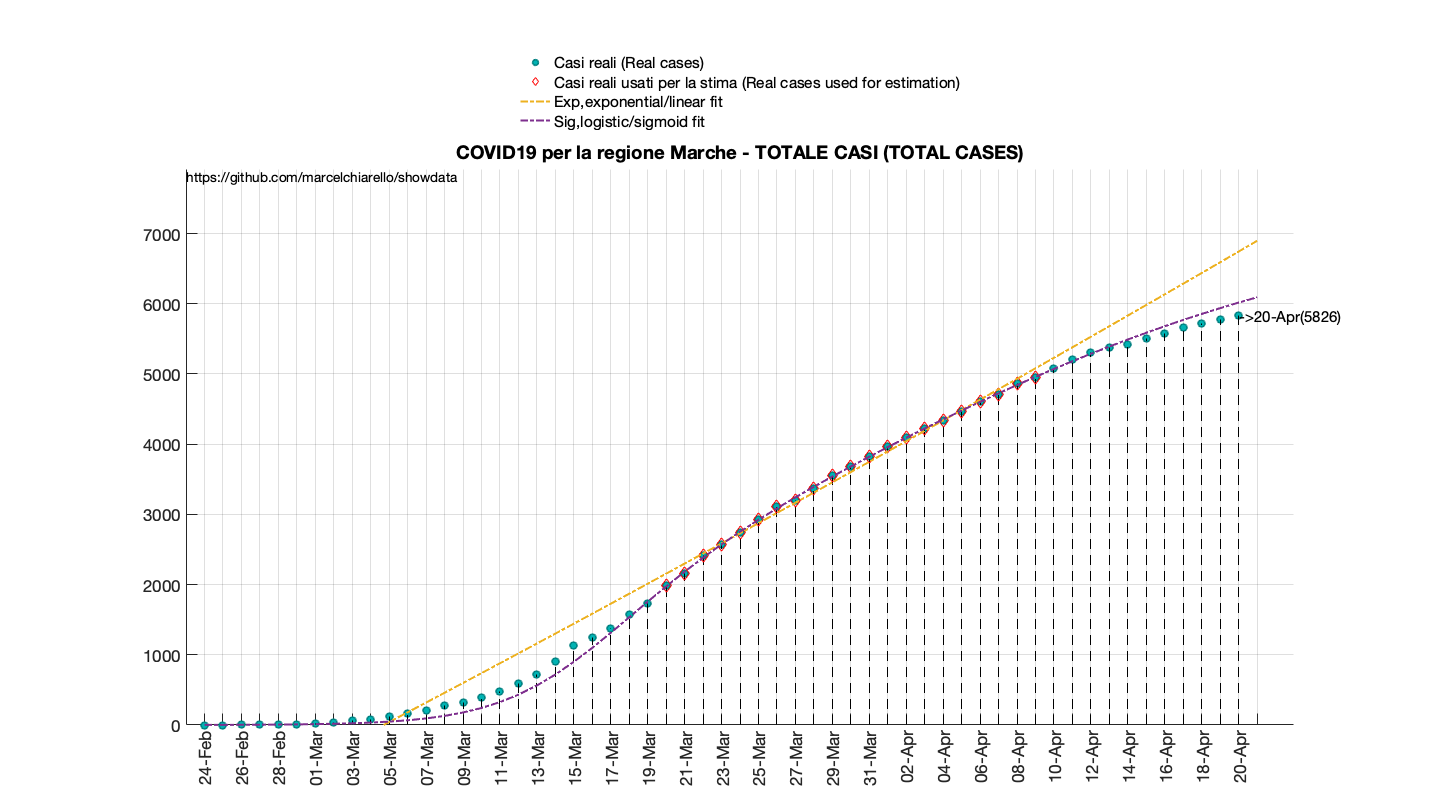 Casi reali (Real cases)
Casi reali usati per la stima (Real cases used for estimation)
Exp,exponential/linear fit
Sig,logistic/sigmoid fit
COVID19 per la regione Marche - TOTALE CASI (TOTAL CASES)
https://github.com/marcelchiarello/showdata
7000
6000
5000
4000
3000
2000
1000
0
->20-Apr(5826)
24-Feb
26-Feb
28-Feb
01-Mar
03-Mar
05-Mar
07-Mar
09-Mar
11-Mar
13-Mar
15-Mar
17-Mar
19-Mar
21-Mar
23-Mar
25-Mar
27-Mar
29-Mar
31-Mar
02-Apr
04-Apr
06-Apr
08-Apr
10-Apr
12-Apr
14-Apr
16-Apr
18-Apr
20-Apr